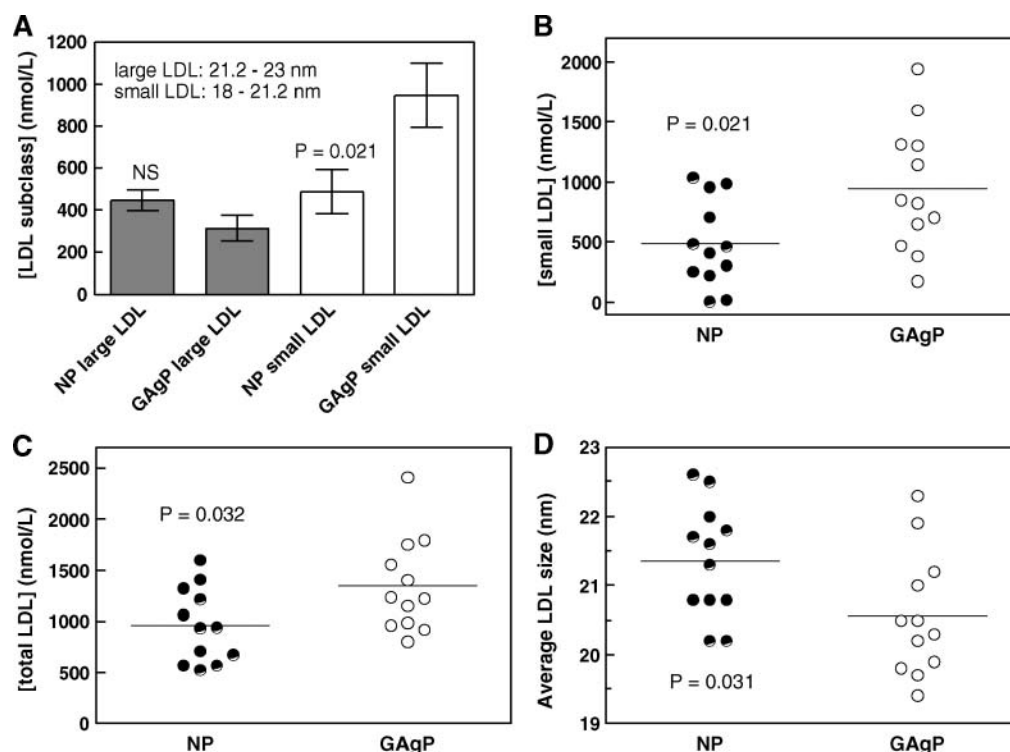 A
[LDL subclass] (nmol/L)
1200
1000
800
600
400
200
0
large LDL: 21.2 - 23 nm
small LDL: 18 - 21.2 nm
NS
P = 0.021
NP large LDL
GAgP large LDL
NP small LDL
GAgP small LDL
B
[small LDL] (nmol/L)
2000
1500
1000
500
0
P = 0.021
NP
GAgP
C
[total LDL] (nmol/L)
2500
2000
1500
1000
500
0
P = 0.032
NP
GAgP
D
Average LDL size (nm)
23
22
21
20
19
P = 0.031
NP
GAgP